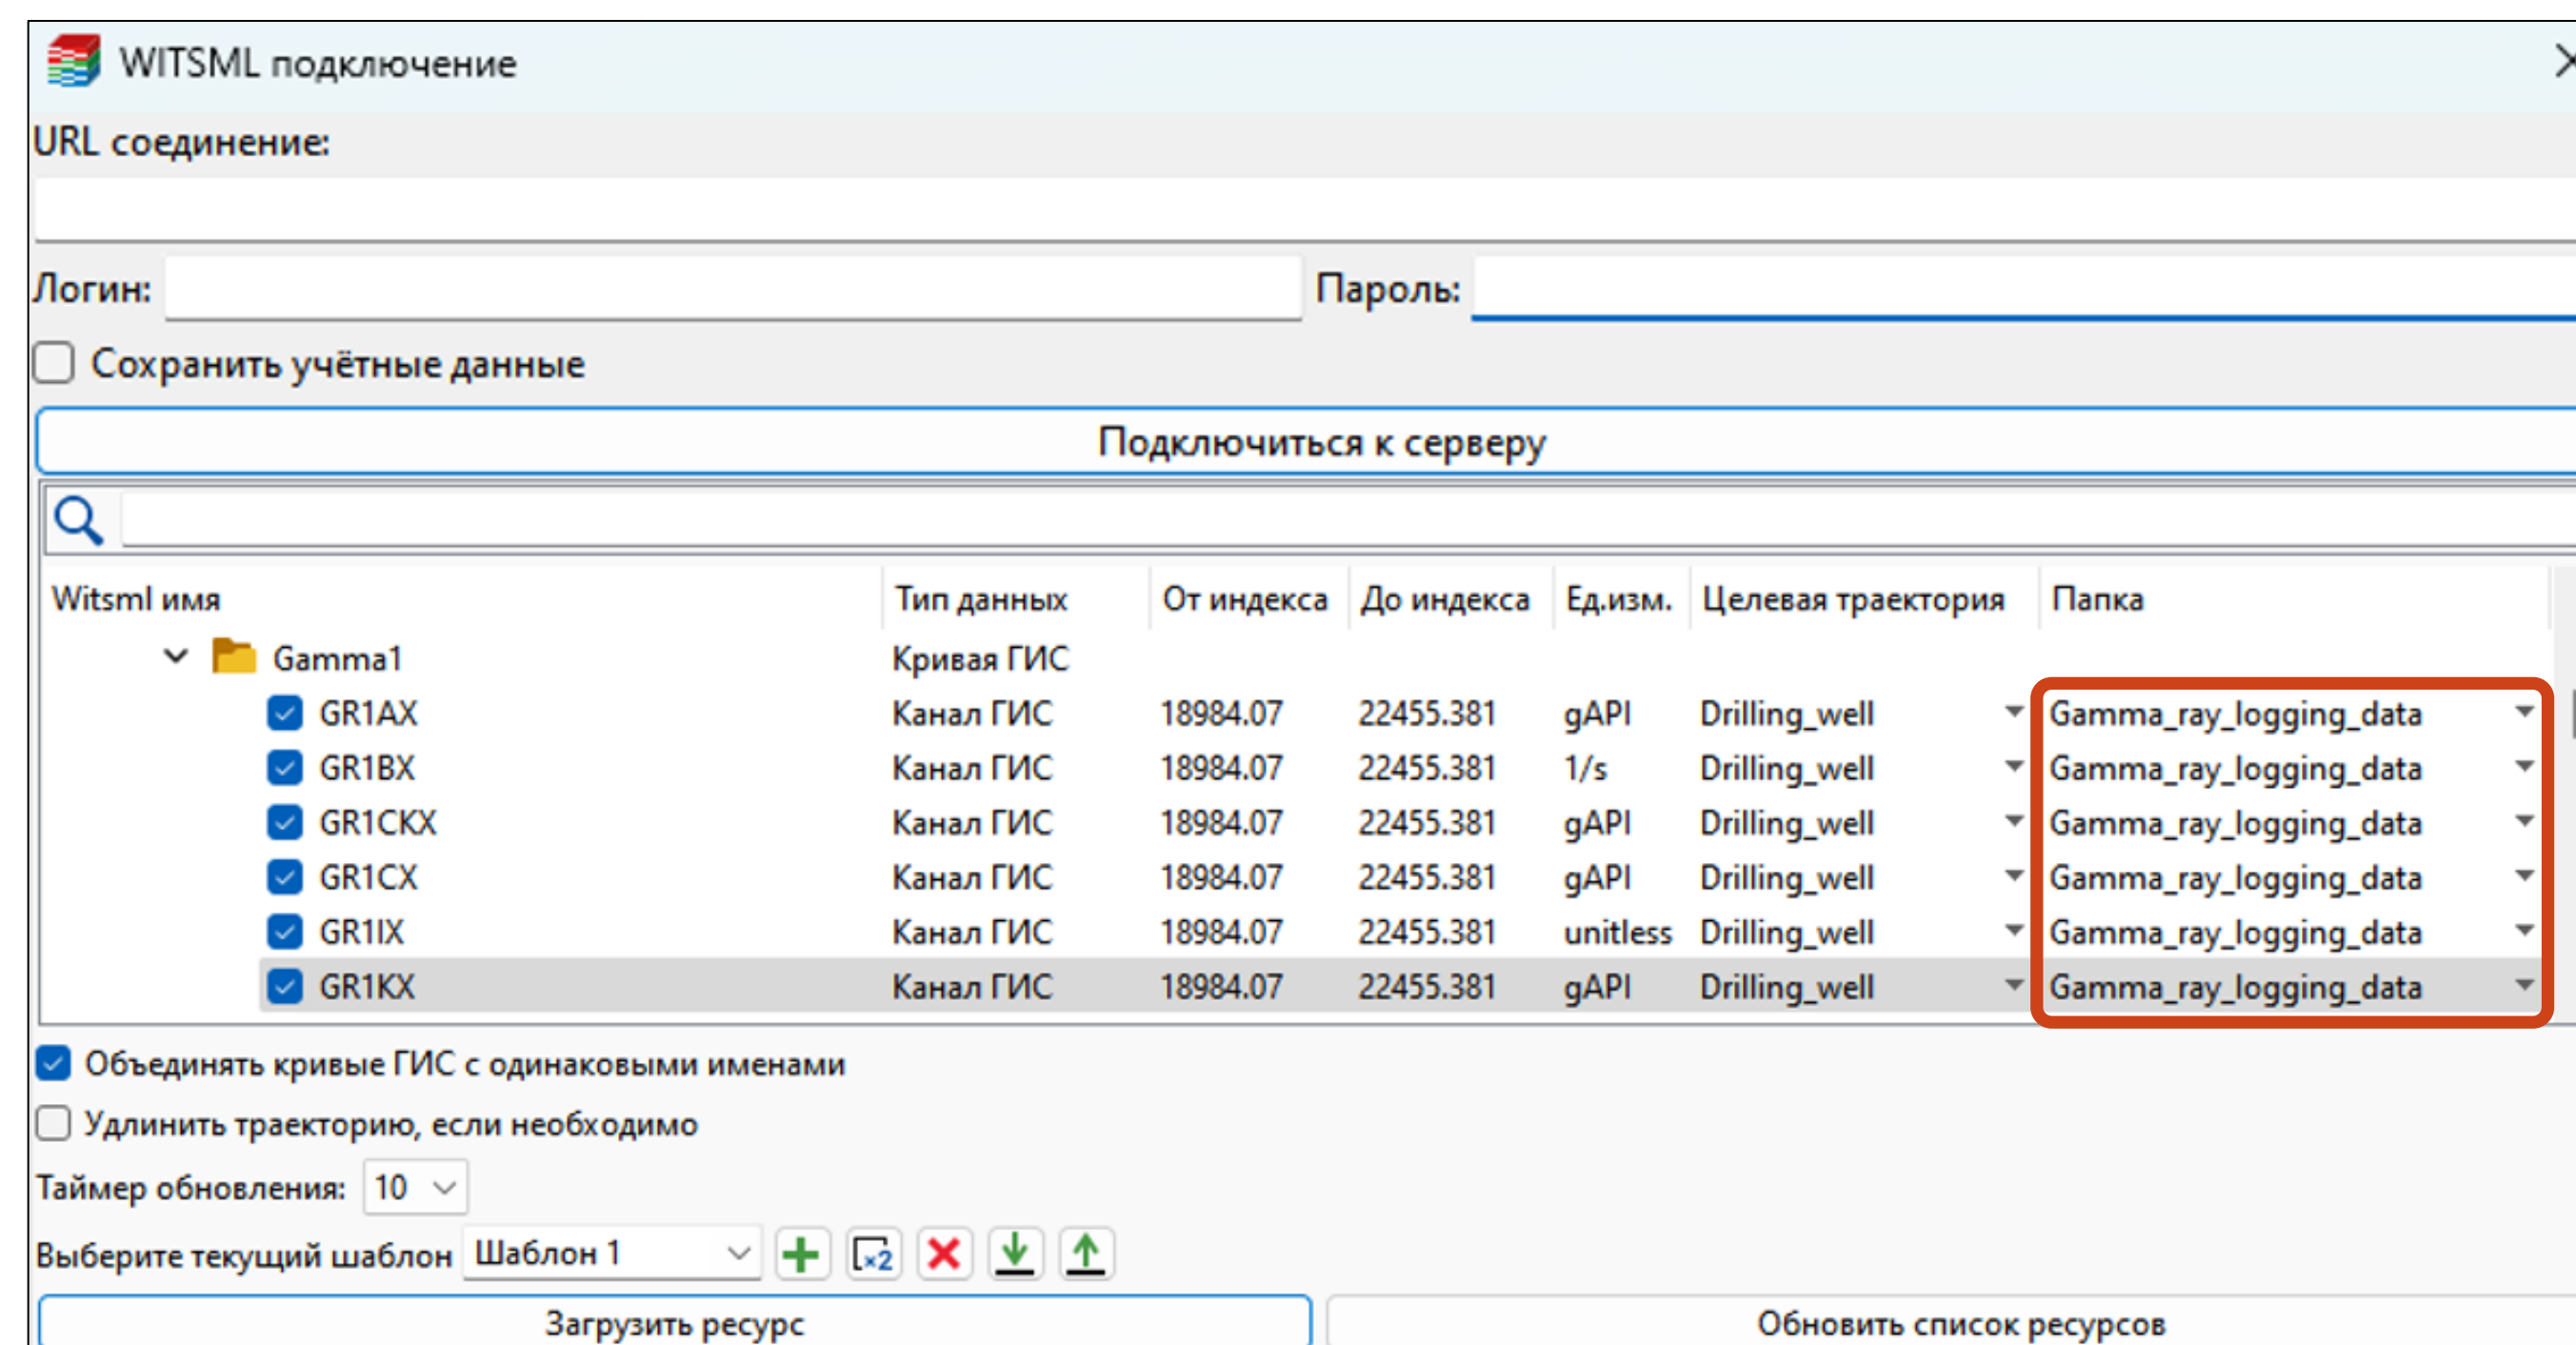 WITSML подключение
URL соединение:
Логин: Пароль:
Сохранить учётные данные
Подключиться к серверу
Witsml имя Тип данных От индекса До индекса Ед.изм. Целевая траектория Папка
Gamma1 Кривая ГИС
GR1AX Канал ГИС 18984.07 22455.381 gAPI Drilling_well Gamma_ray_logging_data
GR1BX Канал ГИС 18984.07 22455.381 1/s Drilling_well Gamma_ray_logging_data
GR1CKX Канал ГИС 18984.07 22455.381 gAPI Drilling_well Gamma_ray_logging_data
GR1CX Канал ГИС 18984.07 22455.381 gAPI Drilling_well Gamma_ray_logging_data
GR1IX Канал ГИС 18984.07 22455.381 unitless Drilling_well Gamma_ray_logging_data
GR1KX Канал ГИС 18984.07 22455.381 gAPI Drilling_well Gamma_ray_logging_data
Объединять кривые ГИС с одинаковыми именами
Удлинить траекторию, если необходимо
Таймер обновления: 10
Выберите текущий шаблон Шаблон 1 x2
Загрузить ресурс Обновить список ресурсов